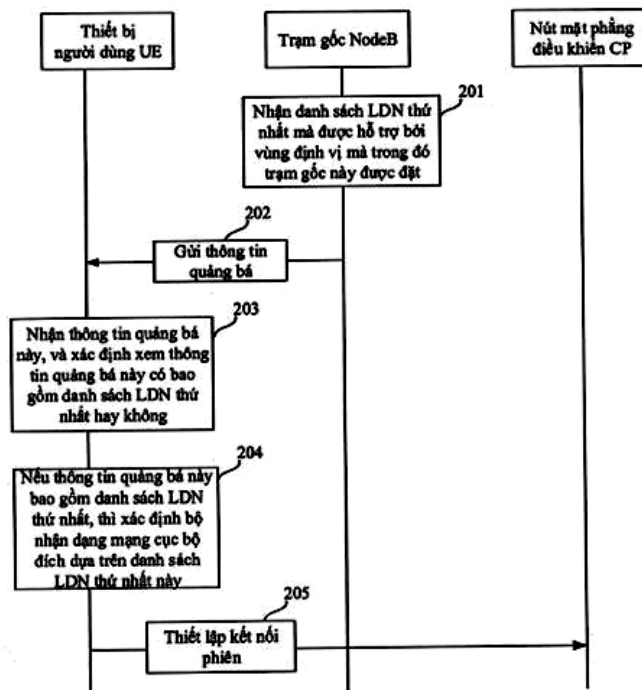 Thiết bị
người dùng UE
Trạm gốc NodeB
Nút mặt phẳng
điều khiển CP
201
Nhận danh sách LDN thứ
nhất mà được hỗ trợ bởi
vùng định vị mà trong đó
trạm gốc này được đặt
202
Gửi thông tin
quảng bá
203
Nhận thông tin quảng bá
này, và xác định xem thông
tin quảng bá này có bao
gồm danh sách LDN thứ
nhất hay không
204
Nếu thông tin quảng bá này
bao gồm danh sách LDN
thứ nhất, thì xác định bộ
nhận dạng mạng cục bộ
đích dựa trên danh sách
LDN thứ nhất này
205
Thiết lập kết nối
phiên